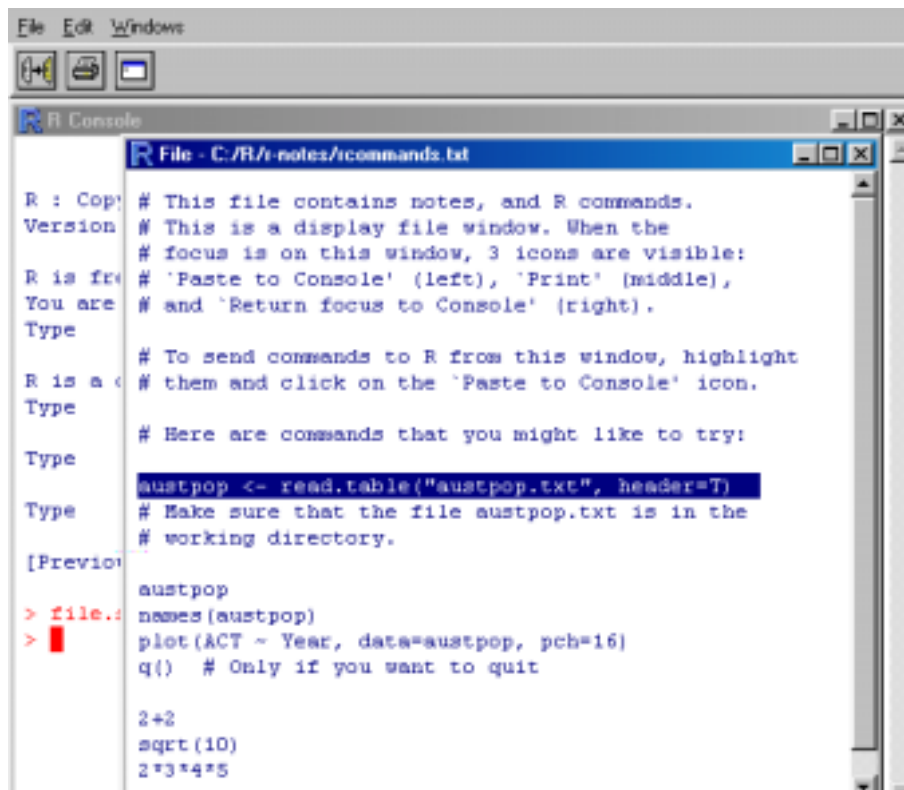 File Edit Windows
R Console
File - C:/R/r-notes/rcommands.txt
R : Copy
Version
R is fre
You are
Type
R is a c
Type
Type
Type
[Previou
> file.s
>
# This file contains notes, and R commands.
# This is a display file window. When the
# focus is on this window, 3 icons are visible:
# `Paste to Console' (left), `Print' (middle),
# and `Return focus to Console' (right).
# To send commands to R from this window, highlight
# them and click on the `Paste to Console' icon.
# Here are commands that you might like to try:
austpop <- read.table("austpop.txt", header=T)
# Make sure that the file austpop.txt is in the
# working directory.
austpop
names(austpop)
plot(ACT ~ Year, data=austpop, pch=16)
q()  # Only if you want to quit
2+2
sqrt(10)
2*3*4*5